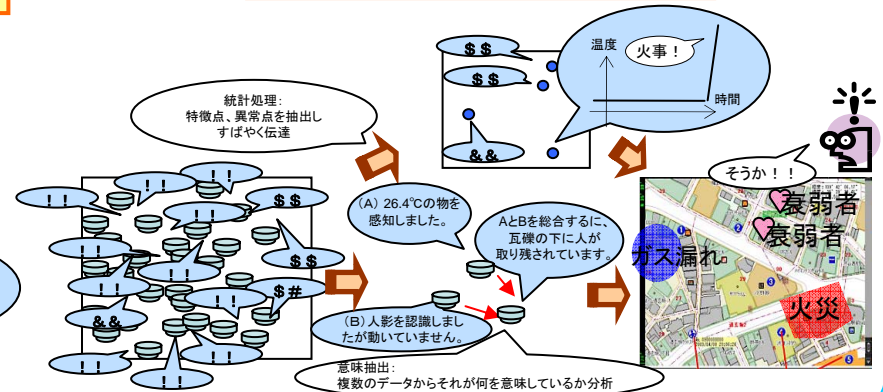 $$
$$
&&
温度
火事！
時間
統計処理：
特徴点、異常点を抽出し
すばやく伝達
！！
！！
！！
！！
！！
！！
！！
！！
！！
！！
！！
$$
$$
$#
&&
(A) 26.4℃の物を
感知しました。
AとBを総合するに、
瓦礫の下に人が
取り残されています。
(B) 人影を認識しまし
たが動いていません。
意味抽出：
複数のデータからそれが何を意味しているか分析
そうか！！
衰弱者
衰弱者
ガス漏れ
火災